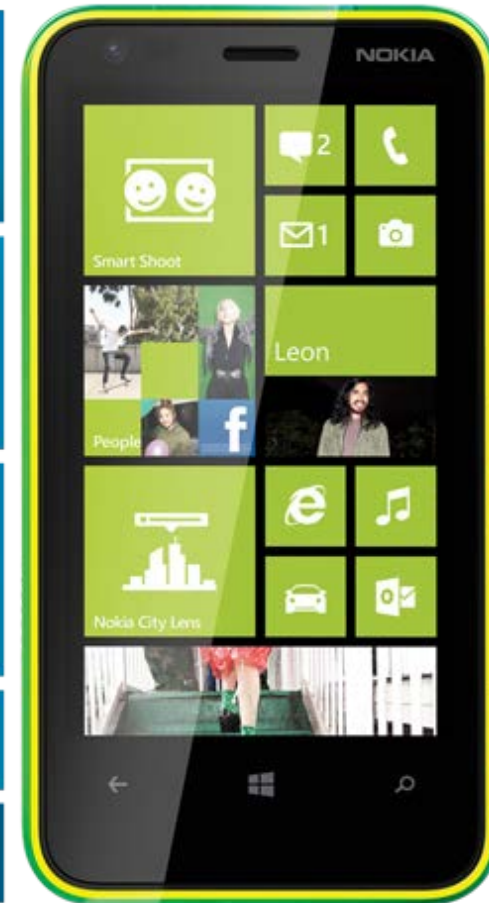 NOKIA
2
Smart Shoot
1
Leon
People
f
Nokia City Lens